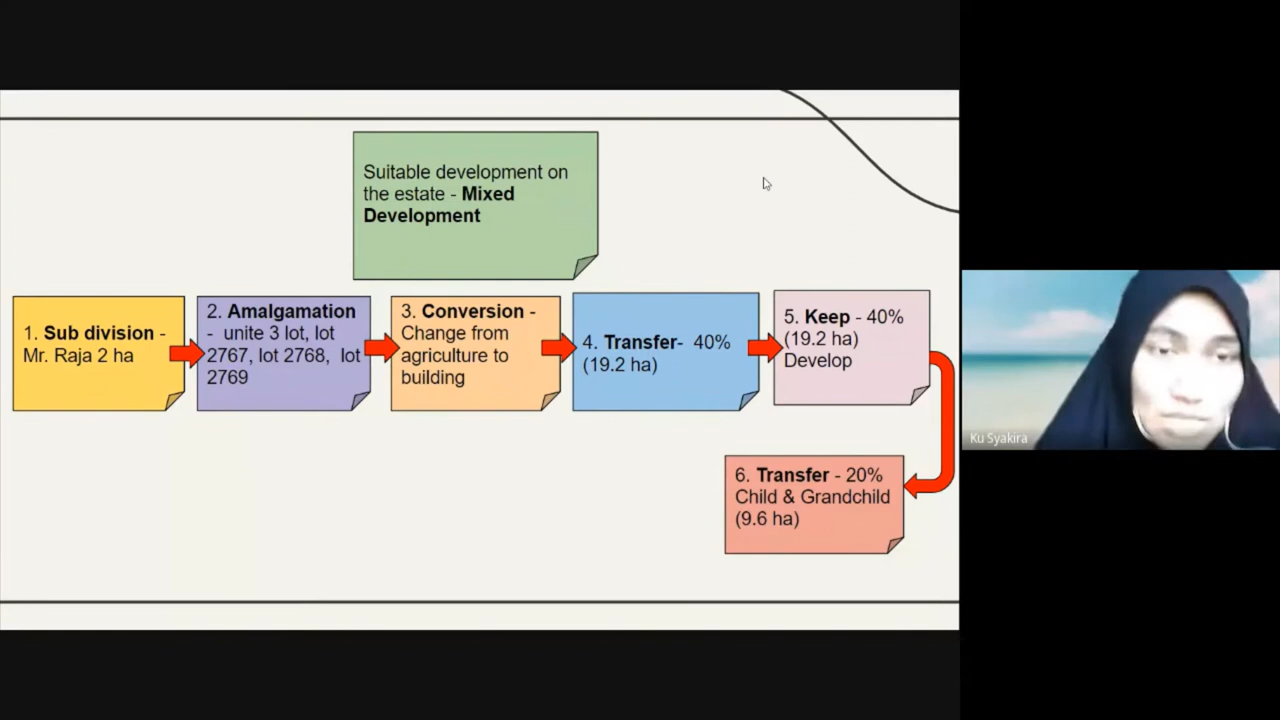 Suitable development on
the estate - Mixed
Development
1. Sub division -
Mr. Raja 2 ha
2. Amalgamation
- unite 3 lot, lot
2767, lot 2768, lot
2769
3. Conversion -
Change from
agriculture to
building
4. Transfer- 40%
(19.2 ha)
5. Keep - 40%
(19.2 ha)
Develop
6. Transfer - 20%
Child & Grandchild
(9.6 ha)
Ku Syakira